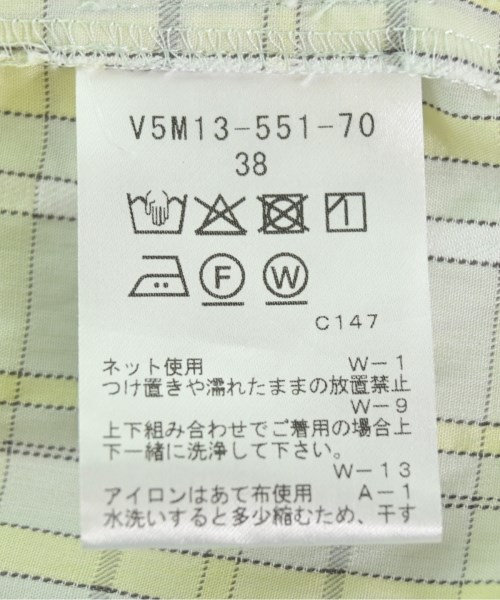 V5M13-551-70
38
F
W
C147
ネット使用 W-1
つけ置きや濡れたままの放置禁止
W-9
上下組み合わせでご着用の場合上
下一緒に洗浄して下さい。
W-13
アイロンはあて布使用 A-1
水洗いすると多少縮むため、干す